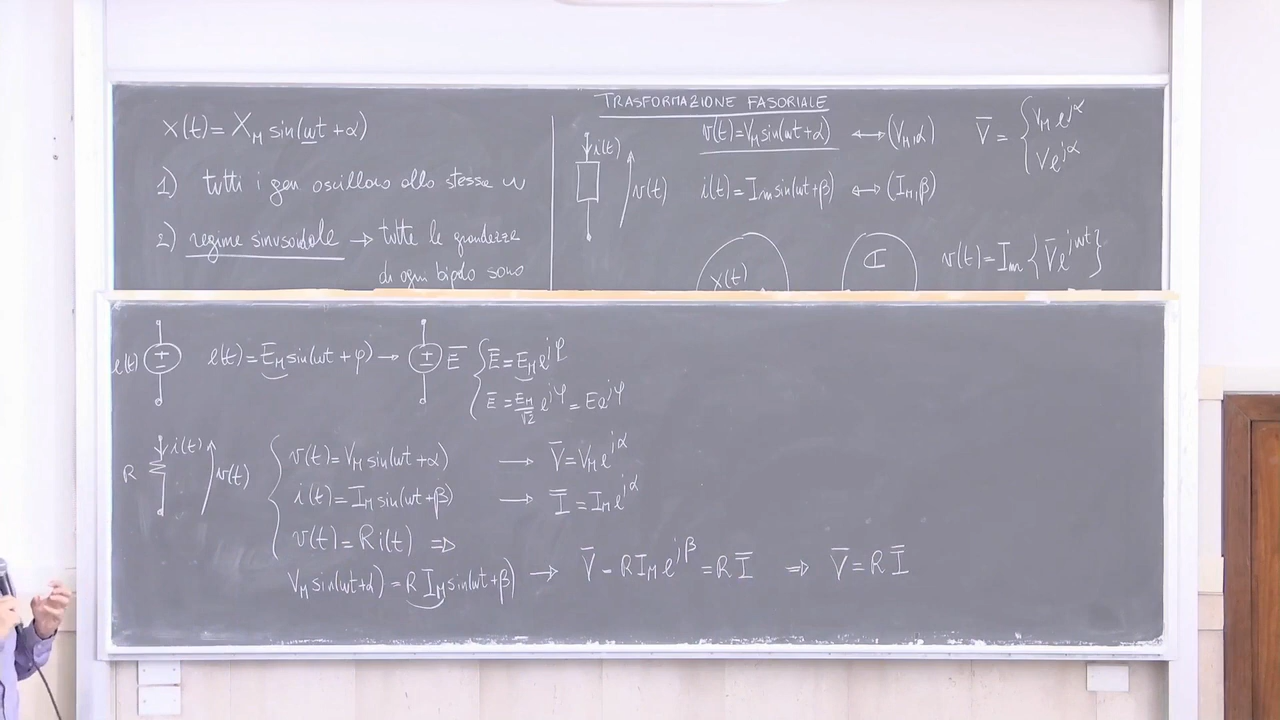 x(t) = X_M sin(ωt + α)
1) tutti i gen oscillano allo stesso ω
2) regime sinusoidale → tutte le grandezze
di ogni bipolo sono
TRASFORMAZIONE FASORIALE
i(t)
v(t)
v(t) = V_M sin(ωt + α) ↔ (V_M, α)
i(t) = I_m sin(ωt + β) ↔ (I_M, β)
V̄ = { V_M e^{jα}
V e^{jα}
x(t)
ℂ
v(t) = Im { V̄ e^{jωt} }
e(t) e(t) = E_M sin(ωt + φ) → Ē { Ē = E_M e^{jφ}
Ē = E_M/√2 e^{jφ} = E e^{jφ}
R i(t) v(t)
{ v(t) = V_M sin(ωt + α) → V̄ = V_M e^{jα}
i(t) = I_M sin(ωt + β) → Ī = I_M e^{jα}
v(t) = R i(t) ⇒
V_M sin(ωt + α) = R I_M sin(ωt + β) → V̄ = R I_M e^{jβ} = R Ī ⇒ V̄ = R Ī